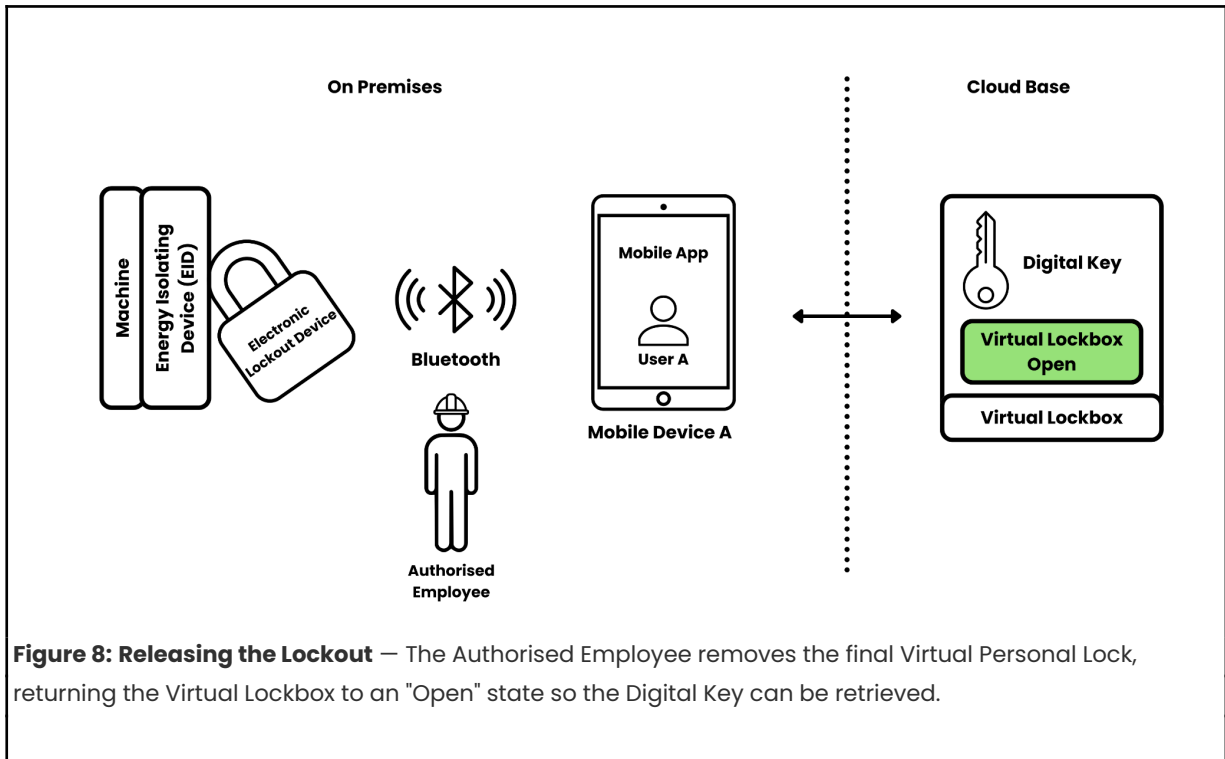 On Premises
Cloud Base
Machine
Energy Isolating
Device (EID)
Electronic
Lockout Device
Bluetooth
Authorised
Employee
Mobile App
User A
Mobile Device A
Digital Key
Virtual Lockbox
Open
Virtual Lockbox
Figure 8: Releasing the Lockout — The Authorised Employee removes the final Virtual Personal Lock,
returning the Virtual Lockbox to an "Open" state so the Digital Key can be retrieved.